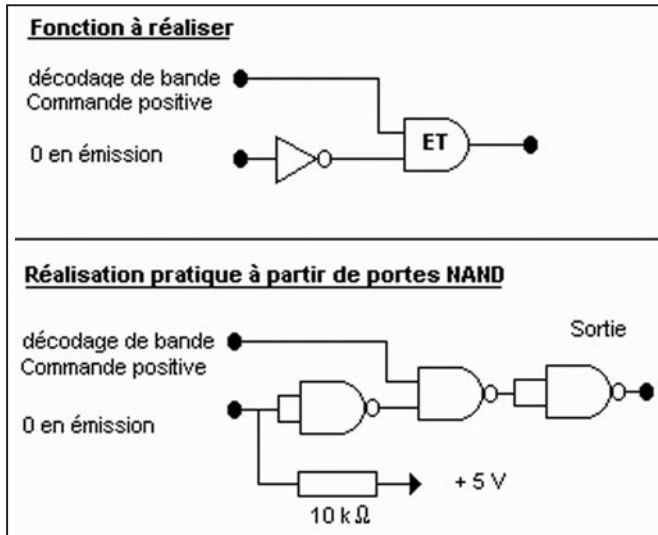 Fonction à réaliser
décodage de bande
Commande positive
0 en émission
ET
Réalisation pratique à partir de portes NAND
décodage de bande
Commande positive
Sortie
0 en émission
+ 5 V
10 k Ω